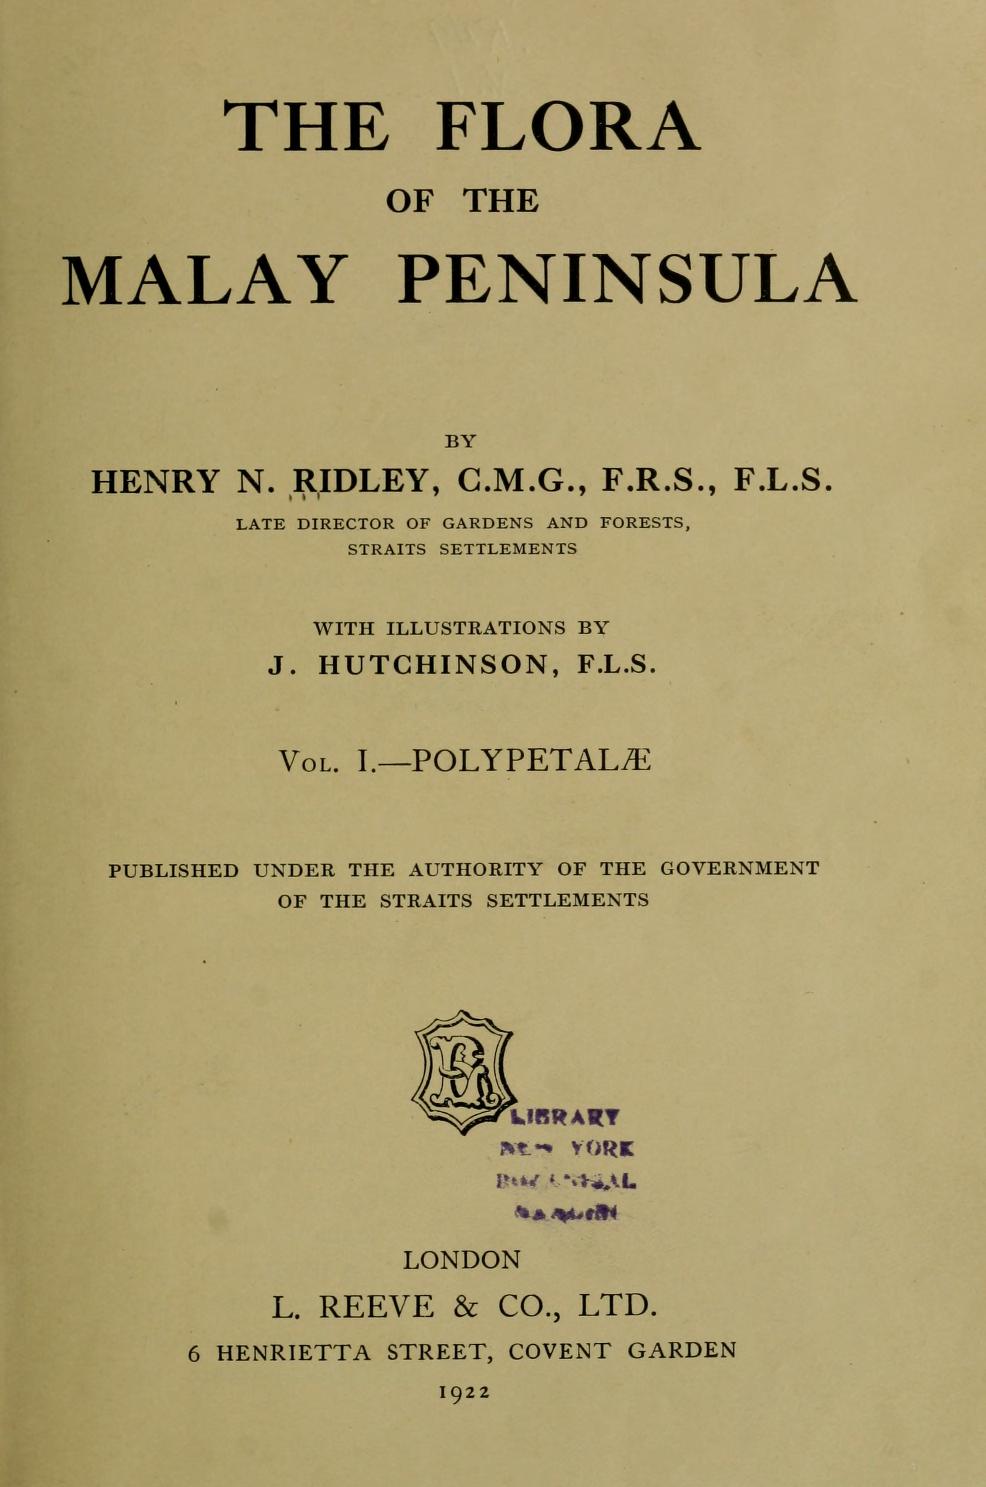 THE FLORA
OF THE
MALAY PENINSULA
BY
HENRY N. RIDLEY, C.M.G., F.R.S., F.L.S.
LATE DIRECTOR OF GARDENS AND FORESTS,
STRAITS SETTLEMENTS
WITH ILLUSTRATIONS BY
J. HUTCHINSON, F.L.S.
VOL. I.—POLYPETALÆ
PUBLISHED UNDER THE AUTHORITY OF THE GOVERNMENT
OF THE STRAITS SETTLEMENTS
LIBRARY
NEW YORK
LONDON
L. REEVE & CO., LTD.
6 HENRIETTA STREET, COVENT GARDEN
1922